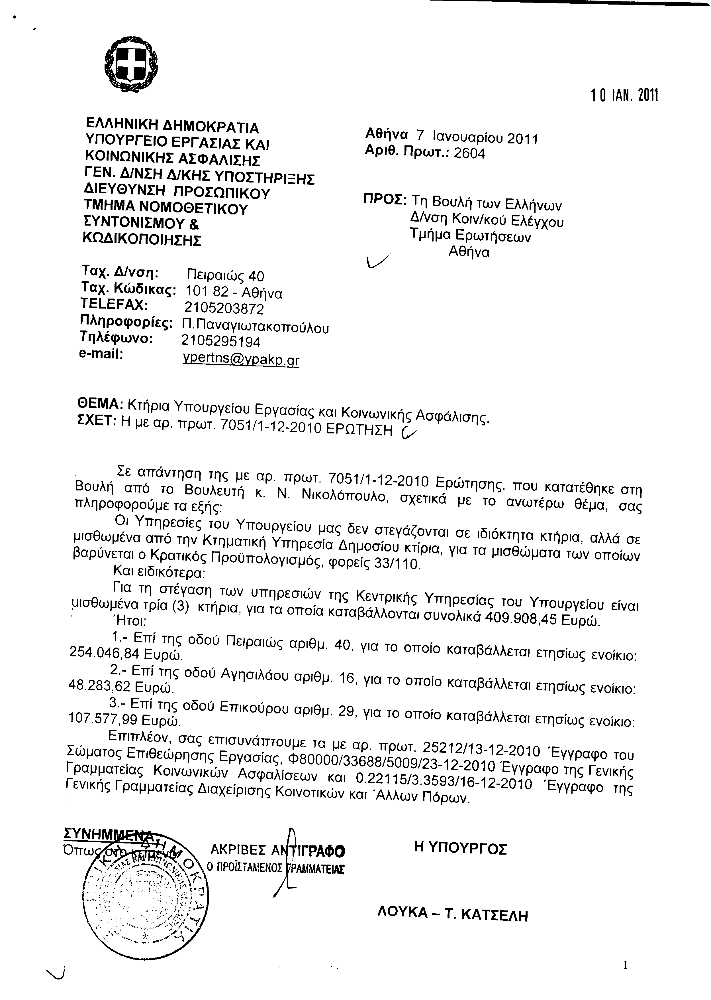 10 ΙΑΝ. 2011
ΕΛΛΗΝΙΚΗ ΔΗΜΟΚΡΑΤΙΑ
ΥΠΟΥΡΓΕΙΟ ΕΡΓΑΣΙΑΣ ΚΑΙ
ΚΟΙΝΩΝΙΚΗΣ ΑΣΦΑΛΙΣΗΣ
ΓΕΝ. Δ/ΝΣΗ Δ/ΚΗΣ ΥΠΟΣΤΗΡΙΞΗΣ
ΔΙΕΥΘΥΝΣΗ ΠΡΟΣΩΠΙΚΟΥ
ΤΜΗΜΑ ΝΟΜΟΘΕΤΙΚΟΥ
ΣΥΝΤΟΝΙΣΜΟΥ &
ΚΩΔΙΚΟΠΟΙΗΣΗΣ
Αθήνα 7 Ιανουαρίου 2011
Αριθ. Πρωτ.: 2604
ΠΡΟΣ: Τη Βουλή των Ελλήνων
Δ/νση Κοιν/κού Ελέγχου
Τμήμα Ερωτήσεων
Αθήνα
Ταχ. Δ/νση: Πειραιώς 40
Ταχ. Κώδικας: 101 82 - Αθήνα
TELEFAX: 2105203872
Πληροφορίες: Π.Παναγιωτακοπούλου
Τηλέφωνο: 2105295194
e-mail: ypertns@ypakp.gr
ΘΕΜΑ: Κτήρια Υπουργείου Εργασίας και Κοινωνικής Ασφάλισης.
ΣΧΕΤ: Η με αρ. πρωτ. 7051/1-12-2010 ΕΡΩΤΗΣΗ
Σε απάντηση της με αρ. πρωτ. 7051/1-12-2010 Ερώτησης, που κατατέθηκε στη
Βουλή από το Βουλευτή κ. Ν. Νικολόπουλο, σχετικά με το ανωτέρω θέμα, σας
πληροφορούμε τα εξής:
Οι Υπηρεσίες του Υπουργείου μας δεν στεγάζονται σε ιδιόκτητα κτήρια, αλλά σε
μισθωμένα από την Κτηματική Υπηρεσία Δημοσίου κτίρια, για τα μισθώματα των οποίων
βαρύνεται ο Κρατικός Προϋπολογισμός, φορείς 33/110.
Και ειδικότερα:
Για τη στέγαση των υπηρεσιών της Κεντρικής Υπηρεσίας του Υπουργείου είναι
μισθωμένα τρία (3) κτήρια, για τα οποία καταβάλλονται συνολικά 409.908,45 Ευρώ.
Ήτοι:
1.- Επί της οδού Πειραιώς αριθμ. 40, για το οποίο καταβάλλεται ετησίως ενοίκιο:
254.046,84 Ευρώ.
2.- Επί της οδού Αγησιλάου αριθμ. 16, για το οποίο καταβάλλεται ετησίως ενοίκιο:
48.283,62 Ευρώ.
3.- Επί της οδού Επικούρου αριθμ. 29, για το οποίο καταβάλλεται ετησίως ενοίκιο:
107.577,99 Ευρώ.
Επιπλέον, σας επισυνάπτουμε τα με αρ. πρωτ. 25212/13-12-2010 Έγγραφο του
Σώματος Επιθεώρησης Εργασίας, Φ80000/33688/5009/23-12-2010 Έγγραφο της Γενικής
Γραμματείας Κοινωνικών Ασφαλίσεων και 0.22115/3.3593/16-12-2010 Έγγραφο της
Γενικής Γραμματείας Διαχείρισης Κοινοτικών και Άλλων Πόρων.
ΣΥΝΗΜΜΕΝΑ:
Όπως στο κείμενο
ΑΚΡΙΒΕΣ ΑΝΤΙΓΡΑΦΟ
Ο ΠΡΟΪΣΤΑΜΕΝΟΣ ΓΡΑΜΜΑΤΕΙΑΣ
Η ΥΠΟΥΡΓΟΣ
ΛΟΥΚΑ – Τ. ΚΑΤΣΕΛΗ
1